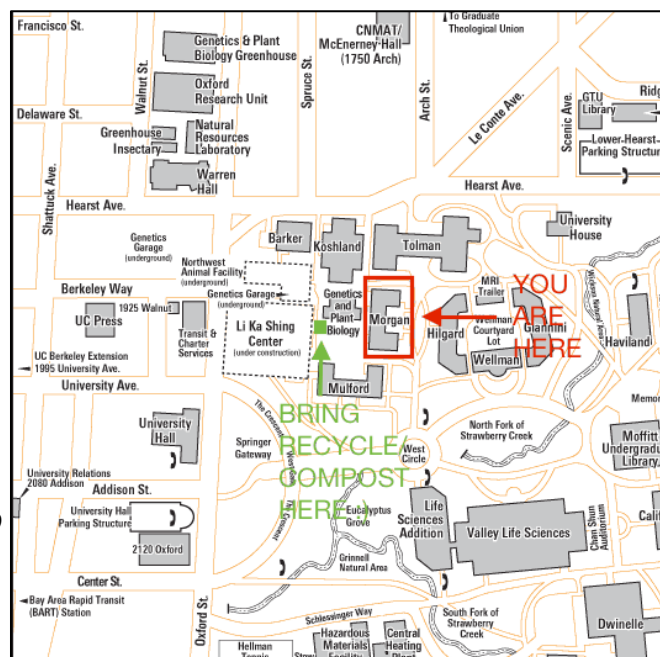 Francisco St.
Walnut St.
Genetics & Plant
Biology Greenhouse
Spruce St.
CNMAT/
McEnerney Hall
(1750 Arch)
To Graduate
Theological Union
Oxford
Research Unit
Arch St.
Le Conte Ave.
Scenic Ave.
GTU
Library
Delaware St.
Greenhouse
Insectary
Natural
Resources
Laboratory
Lower Hearst
Parking Structure
Warren
Hall
Shattuck Ave.
Hearst Ave.
Hearst Ave.
University
House
Barker
Koshland
Tolman
Genetics
Garage
(underground)
Northwest
Animal Facility
(underground)
Genetics Garage
(underground)
Berkeley Way
1925 Walnut
UC Press
Transit &
Charter
Services
Li Ka Shing
Center
(under construction)
Genetics
and
Plant
Biology
Morgan
MRI
Trailer
YOU
ARE
HERE
Hilgard
Wellman
Courtyard
Lot
Giannini
Wellman
Haviland
UC Berkeley Extension
1995 University Ave.
University Ave.
Mulford
BRING
RECYCLE/
COMPOST
HERE :)
The Crescent
West Gate
The Crescent
University
Hall
Springer
Gateway
West
Circle
North Fork of
Strawberry Creek
Moffitt
Undergradu
Library
University Relations
2080 Addison
Addison St.
University Hall
Parking Structure
2120 Oxford
Eucalyptus
Grove
Life
Sciences
Addition
Valley Life Sciences
Chan Shun
Auditorium
Grinnell
Natural Area
Center St.
Bay Area Rapid Transit
(BART) Station
Oxford St.
Schlessinger Way
South Fork of
Strawberry
Creek
Dwinelle
Hellman
Hazardous
Materials
Central
Heating